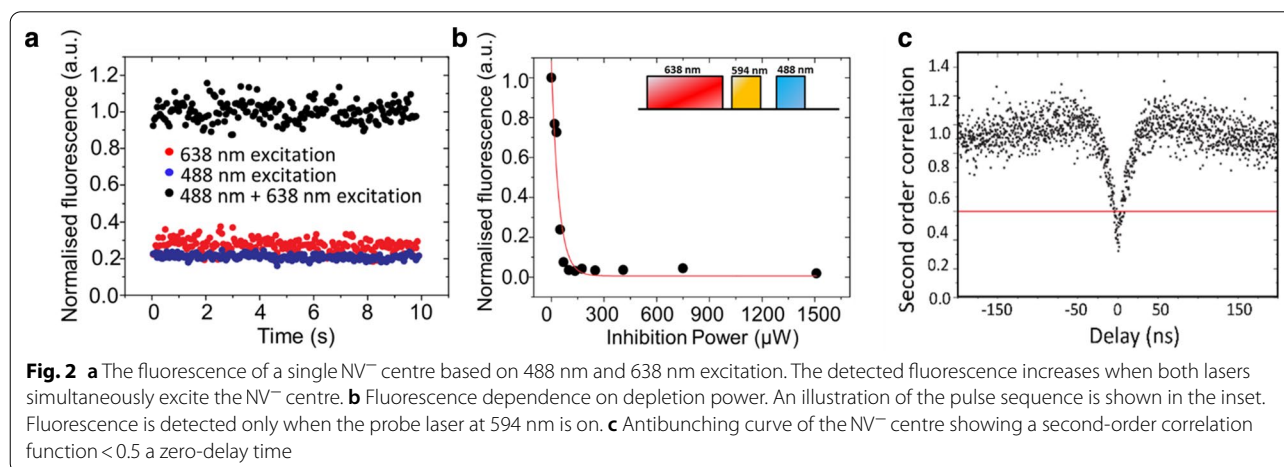 a
Normalised fluorescence (a.u.)
1.2
1.0
0.8
0.6
0.4
0.2
0.0
638 nm excitation
488 nm excitation
488 nm + 638 nm excitation
0 2 4 6 8 10
Time (s)
b
Normalised fluorescence (a.u.)
1.0
0.8
0.6
0.4
0.2
0.0
638 nm 594 nm 488 nm
0 300 600 900 1200 1500
Inhibition Power (µW)
c
Second order correlation
1.4
1.2
1.0
0.8
0.6
0.4
0.2
0.0
-150 -50 0 50 150
Delay (ns)
Fig. 2 a The fluorescence of a single NV⁻ centre based on 488 nm and 638 nm excitation. The detected fluorescence increases when both lasers
simultaneously excite the NV⁻ centre. b Fluorescence dependence on depletion power. An illustration of the pulse sequence is shown in the inset.
Fluorescence is detected only when the probe laser at 594 nm is on. c Antibunching curve of the NV⁻ centre showing a second-order correlation
function < 0.5 a zero-delay time